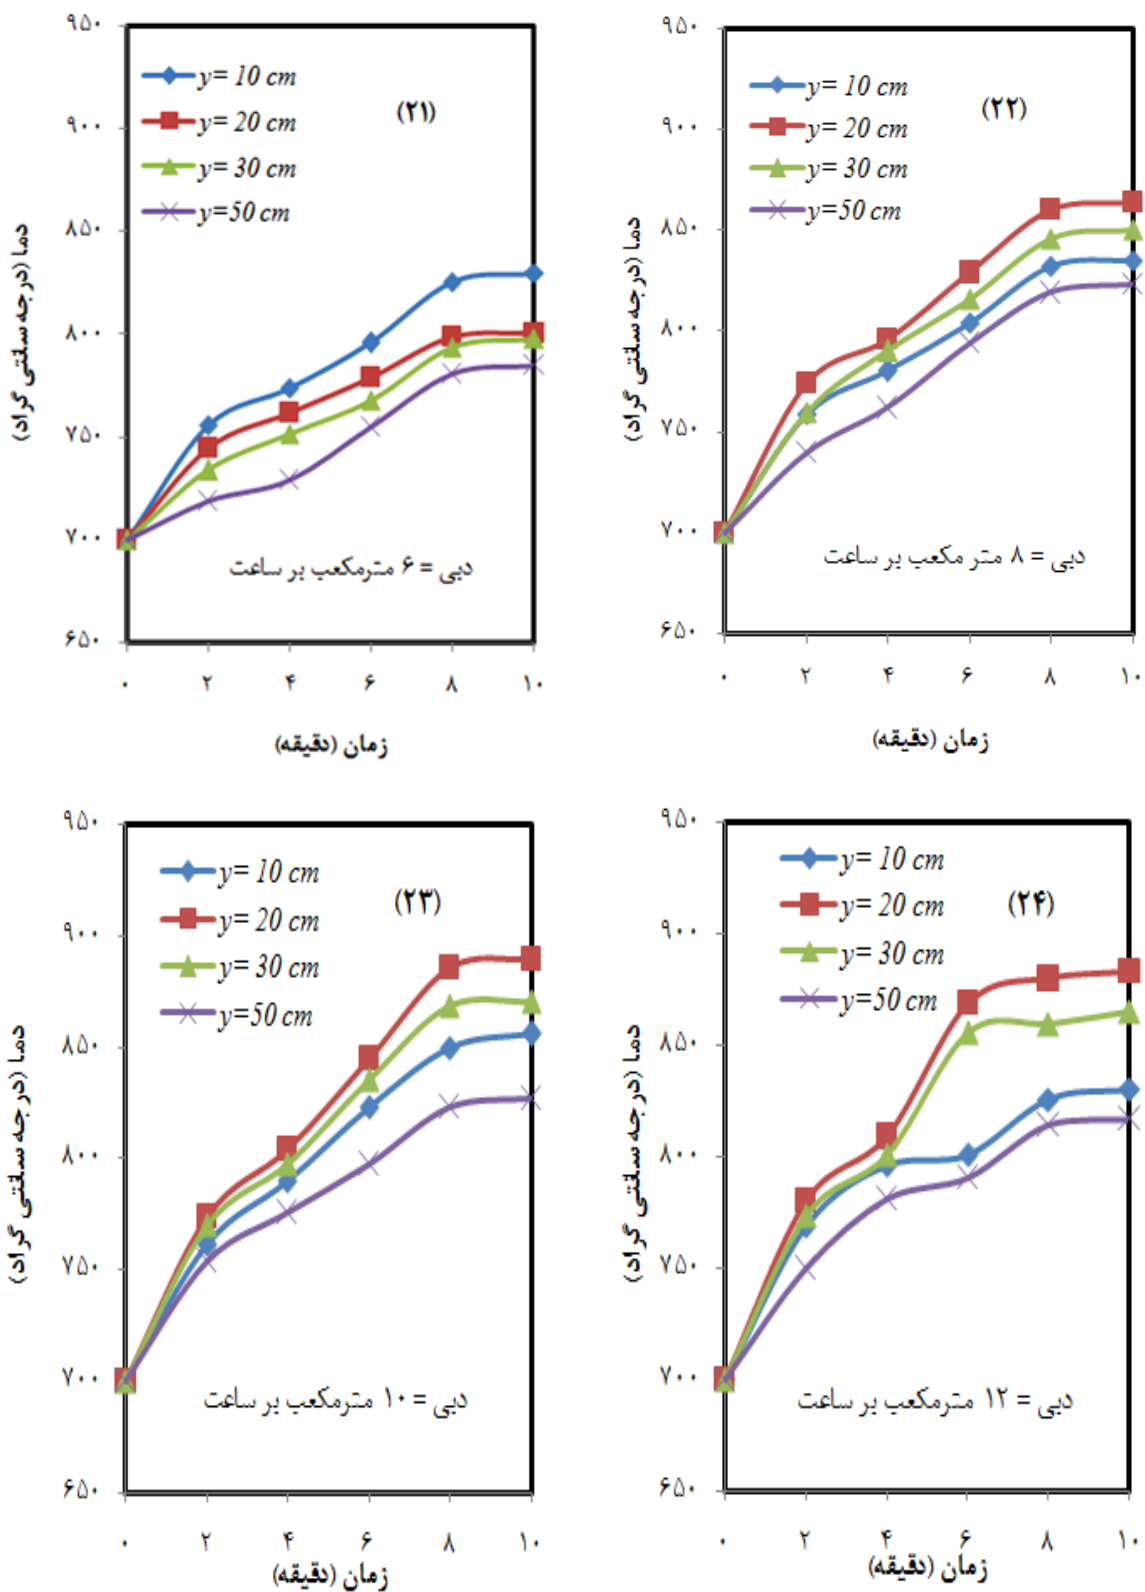 ۹۵۰
۹۰۰
۸۵۰
۸۰۰
۷۵۰
۷۰۰
۶۵۰
دما (درجه سانتی گراد)
y= 10 cm
y= 20 cm
y= 30 cm
y=50 cm
(۲۱)
دبی = ۶ مترمکعب بر ساعت
۰ ۲ ۴ ۶ ۸ ۱۰
زمان (دقیقه)
۹۵۰
۹۰۰
۸۵۰
۸۰۰
۷۵۰
۷۰۰
۶۵۰
دما (درجه سانتی گراد)
y= 10 cm
y= 20 cm
y= 30 cm
y=50 cm
(۲۲)
دبی = ۸ متر مکعب بر ساعت
۰ ۲ ۴ ۶ ۸ ۱۰
زمان (دقیقه)
۹۵۰
۹۰۰
۸۵۰
۸۰۰
۷۵۰
۷۰۰
۶۵۰
دما (درجه سانتی گراد)
y= 10 cm
y= 20 cm
y= 30 cm
y=50 cm
(۲۳)
دبی = ۱۰ مترمکعب بر ساعت
۰ ۲ ۴ ۶ ۸ ۱۰
زمان (دقیقه)
۹۵۰
۹۰۰
۸۵۰
۸۰۰
۷۵۰
۷۰۰
۶۵۰
دما (درجه سانتی گراد)
y= 10 cm
y= 20 cm
y= 30 cm
y=50 cm
(۲۴)
دبی = ۱۲ مترمکعب بر ساعت
۰ ۲ ۴ ۶ ۸ ۱۰
زمان (دقیقه)